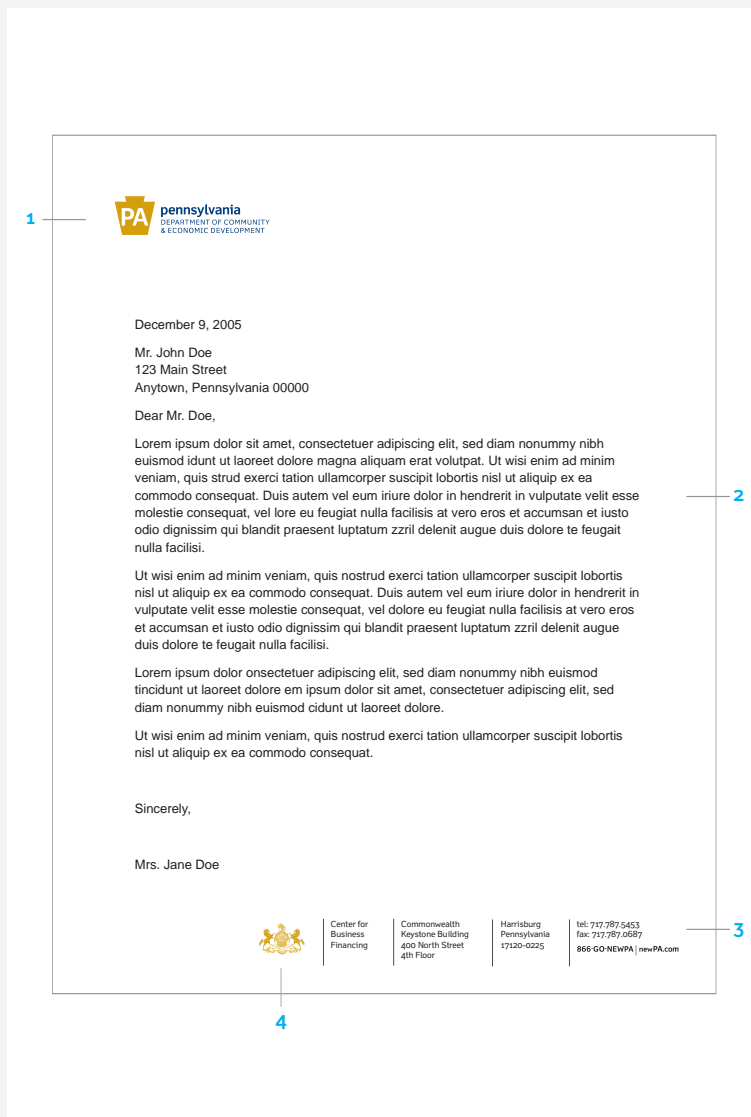 1
PA
pennsylvania
DEPARTMENT OF COMMUNITY
& ECONOMIC DEVELOPMENT
December 9, 2005
Mr. John Doe
123 Main Street
Anytown, Pennsylvania 00000
Dear Mr. Doe,
Lorem ipsum dolor sit amet, consectetuer adipiscing elit, sed diam nonummy nibh
euismod idunt ut laoreet dolore magna aliquam erat volutpat. Ut wisi enim ad minim
veniam, quis strud exerci tation ullamcorper suscipit lobortis nisl ut aliquip ex ea
commodo consequat. Duis autem vel eum iriure dolor in hendrerit in vulputate velit esse
molestie consequat, vel lore eu feugiat nulla facilisis at vero eros et accumsan et iusto
odio dignissim qui blandit praesent luptatum zzril delenit augue duis dolore te feugait
nulla facilisi.
2
Ut wisi enim ad minim veniam, quis nostrud exerci tation ullamcorper suscipit lobortis
nisl ut aliquip ex ea commodo consequat. Duis autem vel eum iriure dolor in hendrerit in
vulputate velit esse molestie consequat, vel dolore eu feugiat nulla facilisis at vero eros
et accumsan et iusto odio dignissim qui blandit praesent luptatum zzril delenit augue
duis dolore te feugait nulla facilisi.
Lorem ipsum dolor onsectetuer adipiscing elit, sed diam nonummy nibh euismod
tincidunt ut laoreet dolore em ipsum dolor sit amet, consectetuer adipiscing elit, sed
diam nonummy nibh euismod cidunt ut laoreet dolore.
Ut wisi enim ad minim veniam, quis nostrud exerci tation ullamcorper suscipit lobortis
nisl ut aliquip ex ea commodo consequat.
Sincerely,
Mrs. Jane Doe
Center for
Business
Financing
Commonwealth
Keystone Building
400 North Street
4th Floor
Harrisburg
Pennsylvania
17120-0225
tel: 717.787.5453
fax: 717.787.0687
866-GO-NEWPA | newPA.com
3
4